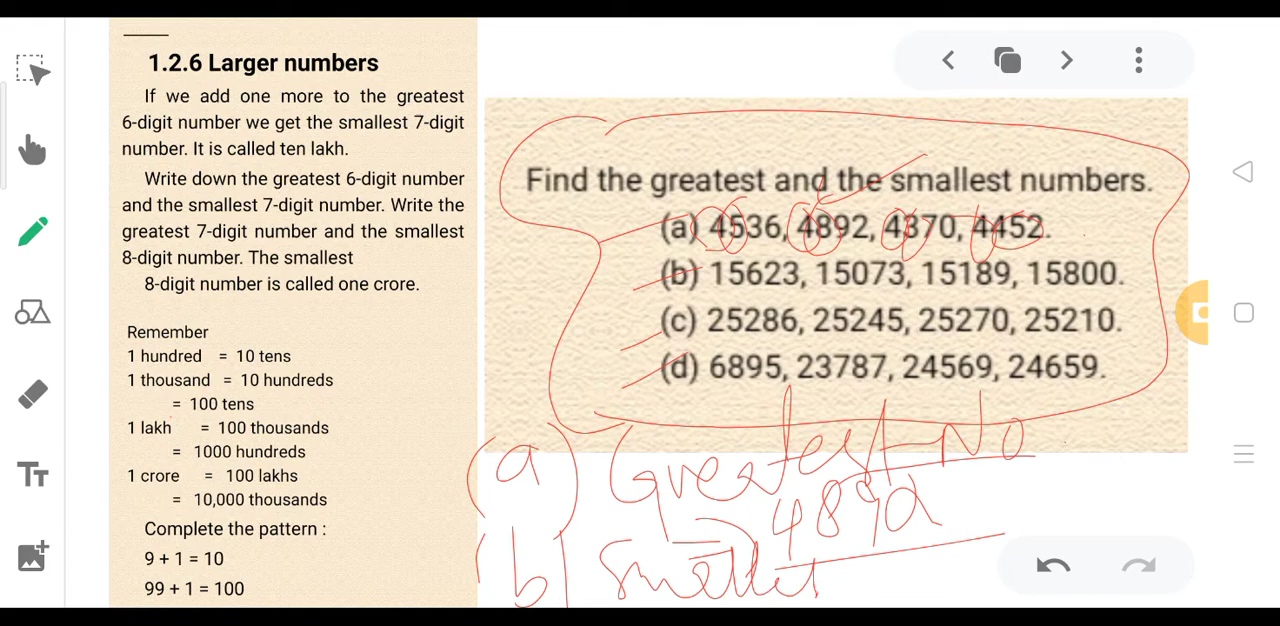 1.2.6 Larger numbers
If we add one more to the greatest
6-digit number we get the smallest 7-digit
number. It is called ten lakh.
Write down the greatest 6-digit number
and the smallest 7-digit number. Write the
greatest 7-digit number and the smallest
8-digit number. The smallest
8-digit number is called one crore.
Remember
1 hundred = 10 tens
1 thousand = 10 hundreds
= 100 tens
1 lakh = 100 thousands
= 1000 hundreds
1 crore = 100 lakhs
= 10,000 thousands
Complete the pattern :
9 + 1 = 10
99 + 1 = 100
Find the greatest and the smallest numbers.
(a) 4536, 4892, 4370, 4452.
(b) 15623, 15073, 15189, 15800.
(c) 25286, 25245, 25270, 25210.
(d) 6895, 23787, 24569, 24659.
(a) Greatest No
4892
(b)
Tт